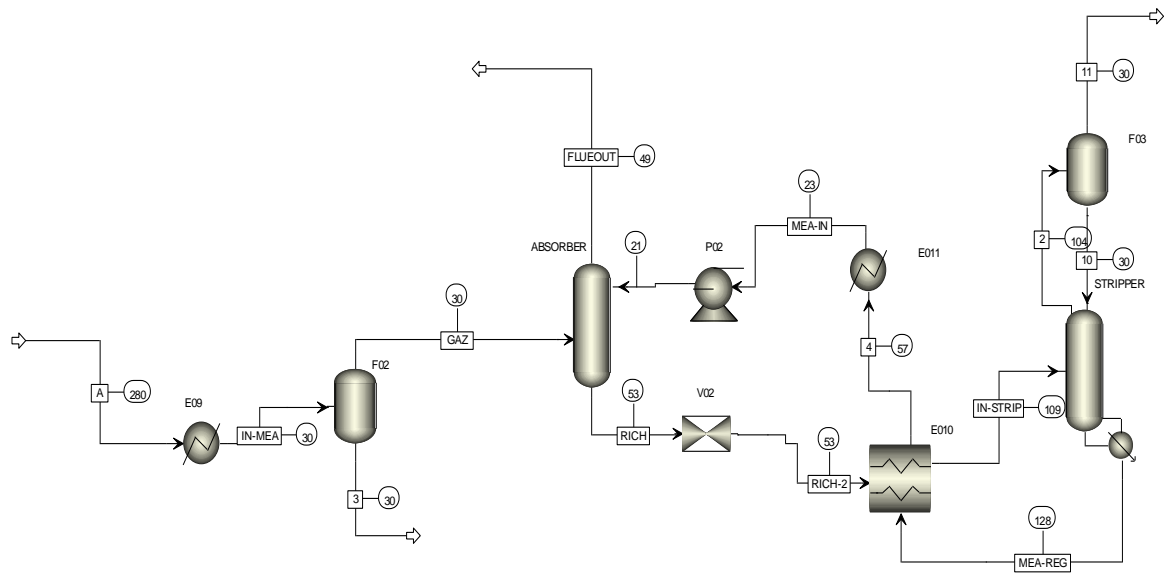 11
30
F03
FLUEOUT
49
23
MEA-IN
2
104
10
30
ABSORBER
21
P02
E011
STRIPPER
30
GAZ
4
57
F02
A
280
E09
IN-MEA
30
53
RICH
V02
IN-STRIP
109
E010
53
RICH-2
3
30
128
MEA-REG